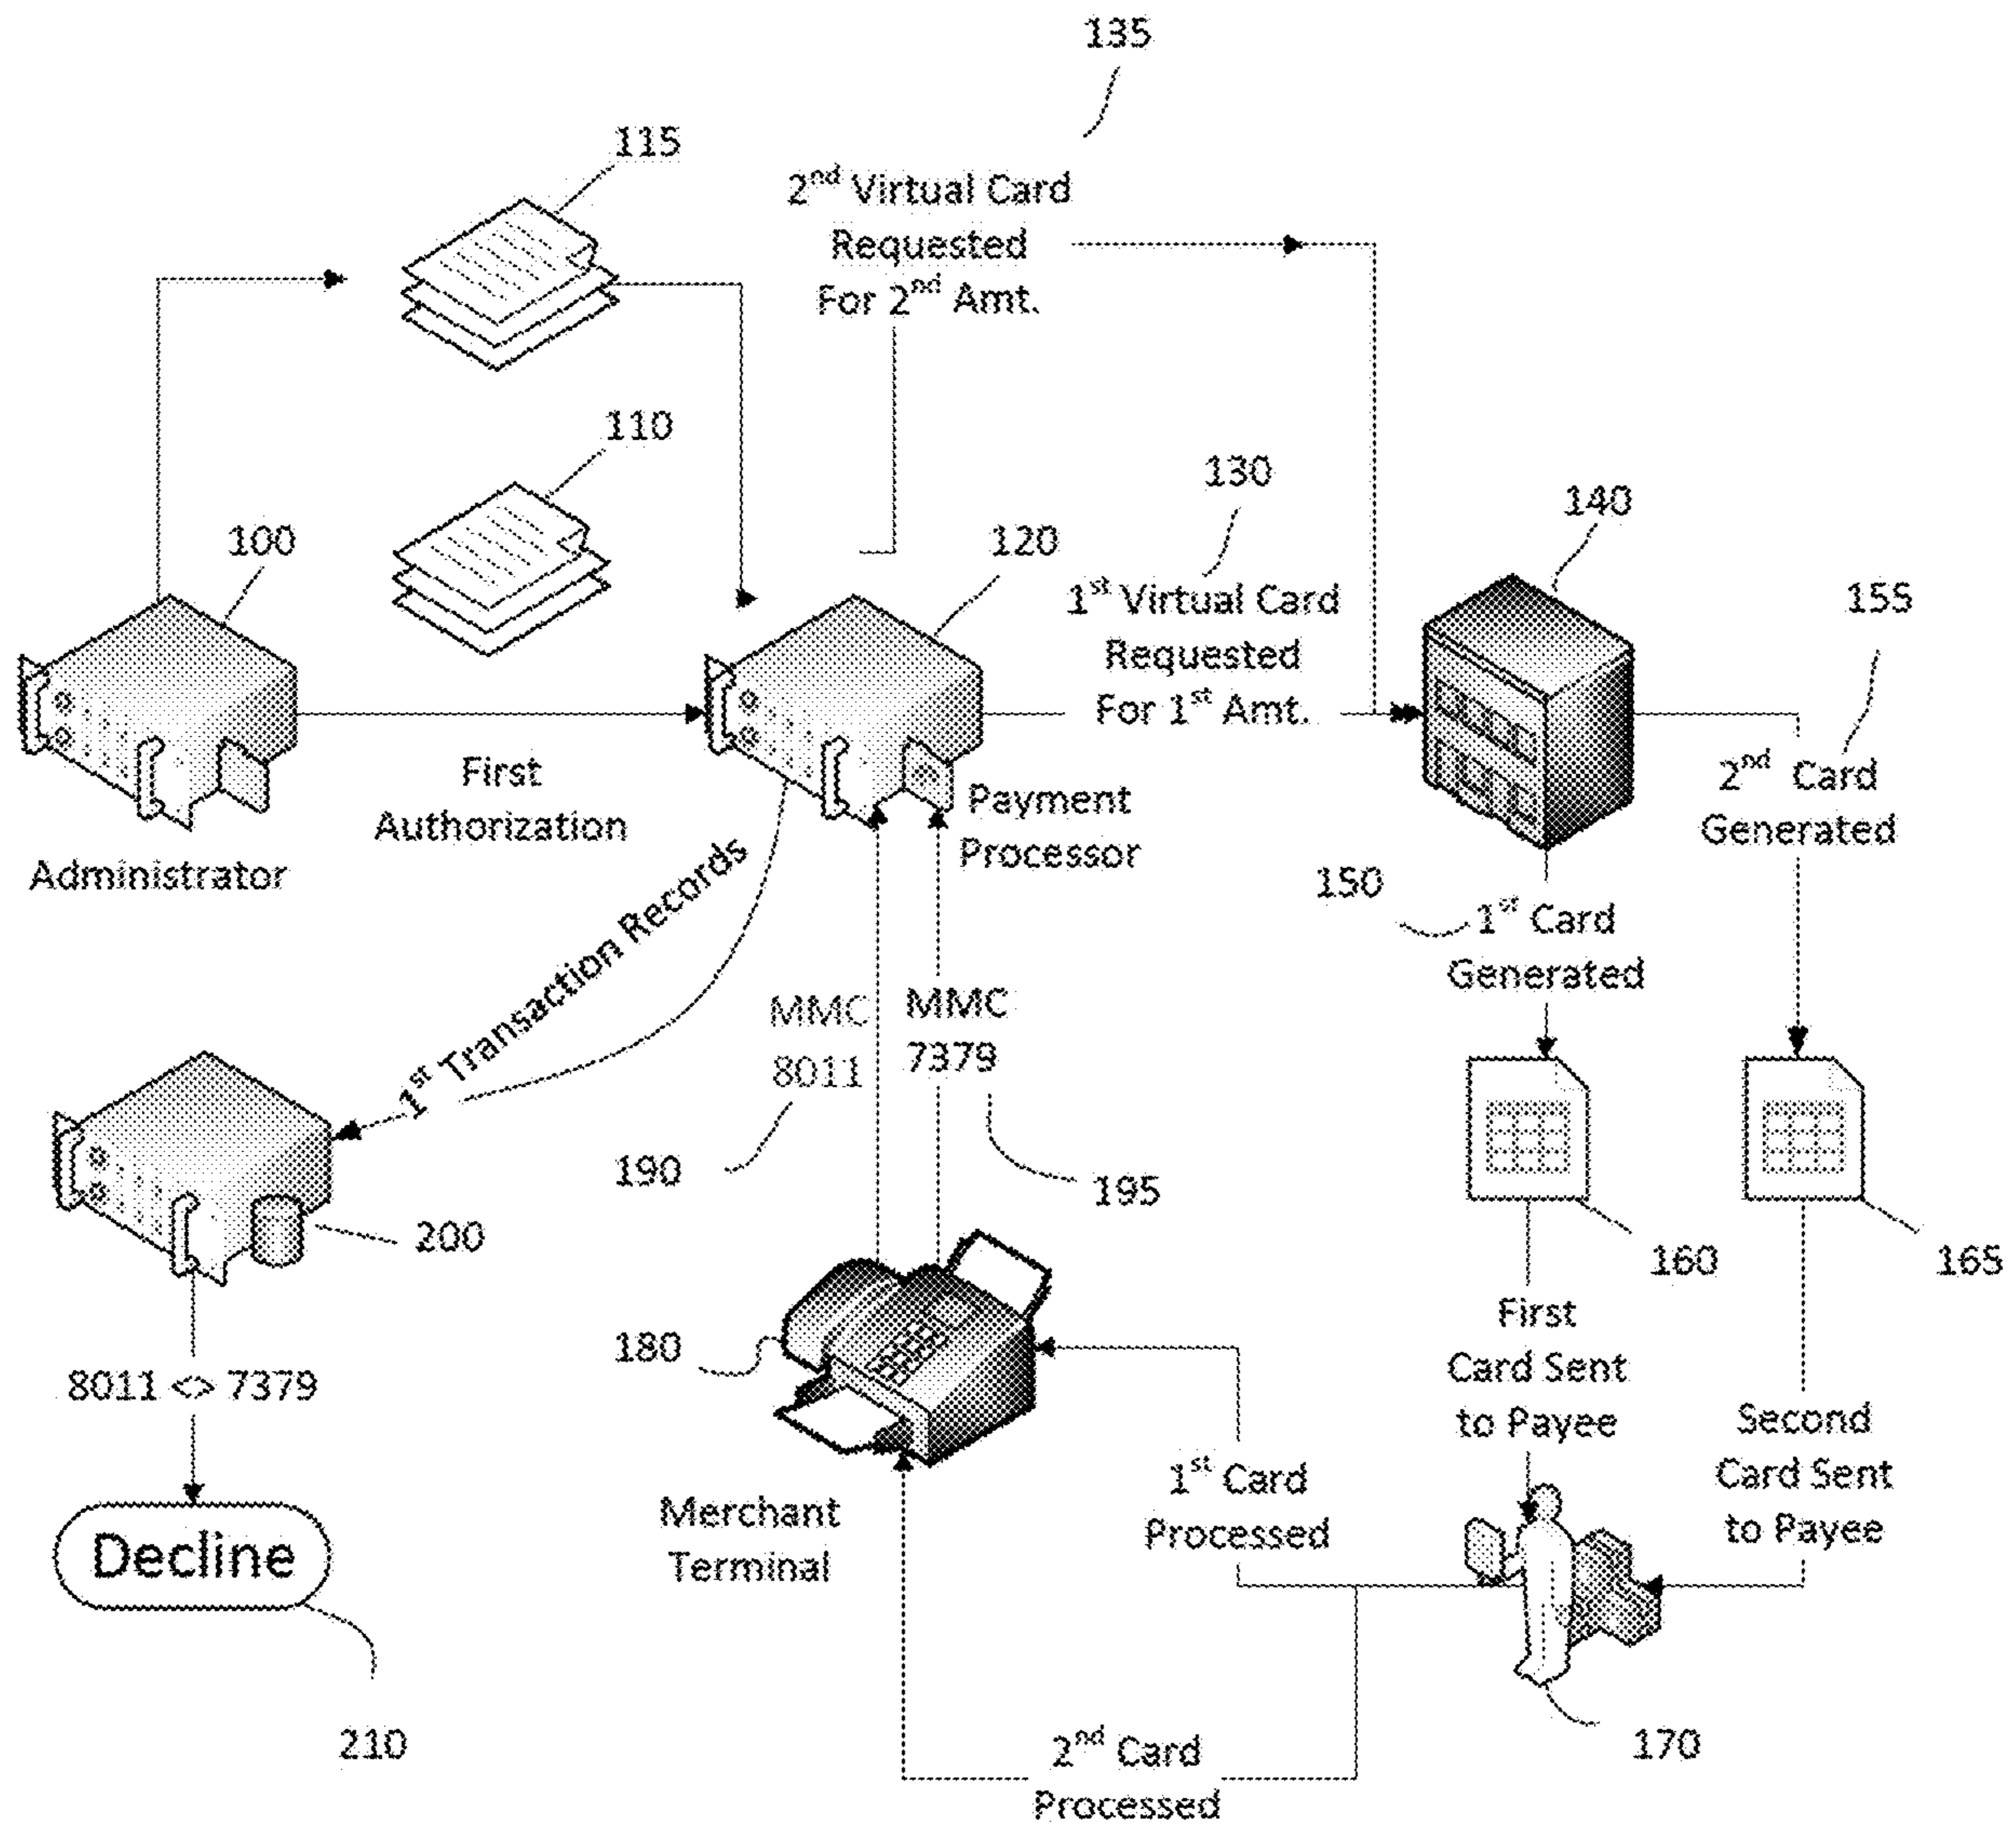 135
115
2nd Virtual Card
Requested
For 2nd Amt.
110
130
140
100
120
1st Virtual Card
Requested
For 1st Amt.
155
First
Authorization
Administrator
Payment
Processor
2nd Card
Generated
150
1st Card
Generated
1st Transaction Records
MMC
8011
MMC
7379
190
195
200
160
165
8011 <> 7379
180
First
Card Sent
to Payee
Second
Card Sent
to Payee
1st Card
Processed
Merchant
Terminal
Decline
210
2nd Card
Processed
170